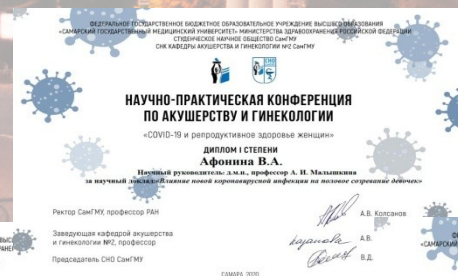 ФЕДЕРАЛЬНОЕ ГОСУДАРСТВЕННОЕ БЮДЖЕТНОЕ ОБРАЗОВАТЕЛЬНОЕ УЧРЕЖДЕНИЕ ВЫСШЕГО ОБРАЗОВАНИЯ
«САМАРСКИЙ ГОСУДАРСТВЕННЫЙ МЕДИЦИНСКИЙ УНИВЕРСИТЕТ» МИНИСТЕРСТВА ЗДРАВООХРАНЕНИЯ РОССИЙСКОЙ ФЕДЕРАЦИИ
СТУДЕНЧЕСКОЕ НАУЧНОЕ ОБЩЕСТВО СамГМУ
СНК КАФЕДРЫ АКУШЕРСТВА И ГИНЕКОЛОГИИ №2 СамГМУ
СНО
НАУЧНО-ПРАКТИЧЕСКАЯ КОНФЕРЕНЦИЯ
ПО АКУШЕРСТВУ И ГИНЕКОЛОГИИ
«COVID-19 и репродуктивное здоровье женщин»
ДИПЛОМ I СТЕПЕНИ
Афонина В.А.
Научный руководитель: д.м.н., профессор А. И. Малышкина
за научный доклад:«Влияние новой коронавирусной инфекции на половое созревание девочек»
Ректор СамГМУ, профессор РАН
А.В. Колсанов
Заведующая кафедрой акушерства
и гинекологии №2, профессор
А.В.
Председатель СНО СамГМУ
В.Д.
САМАРА, 2020